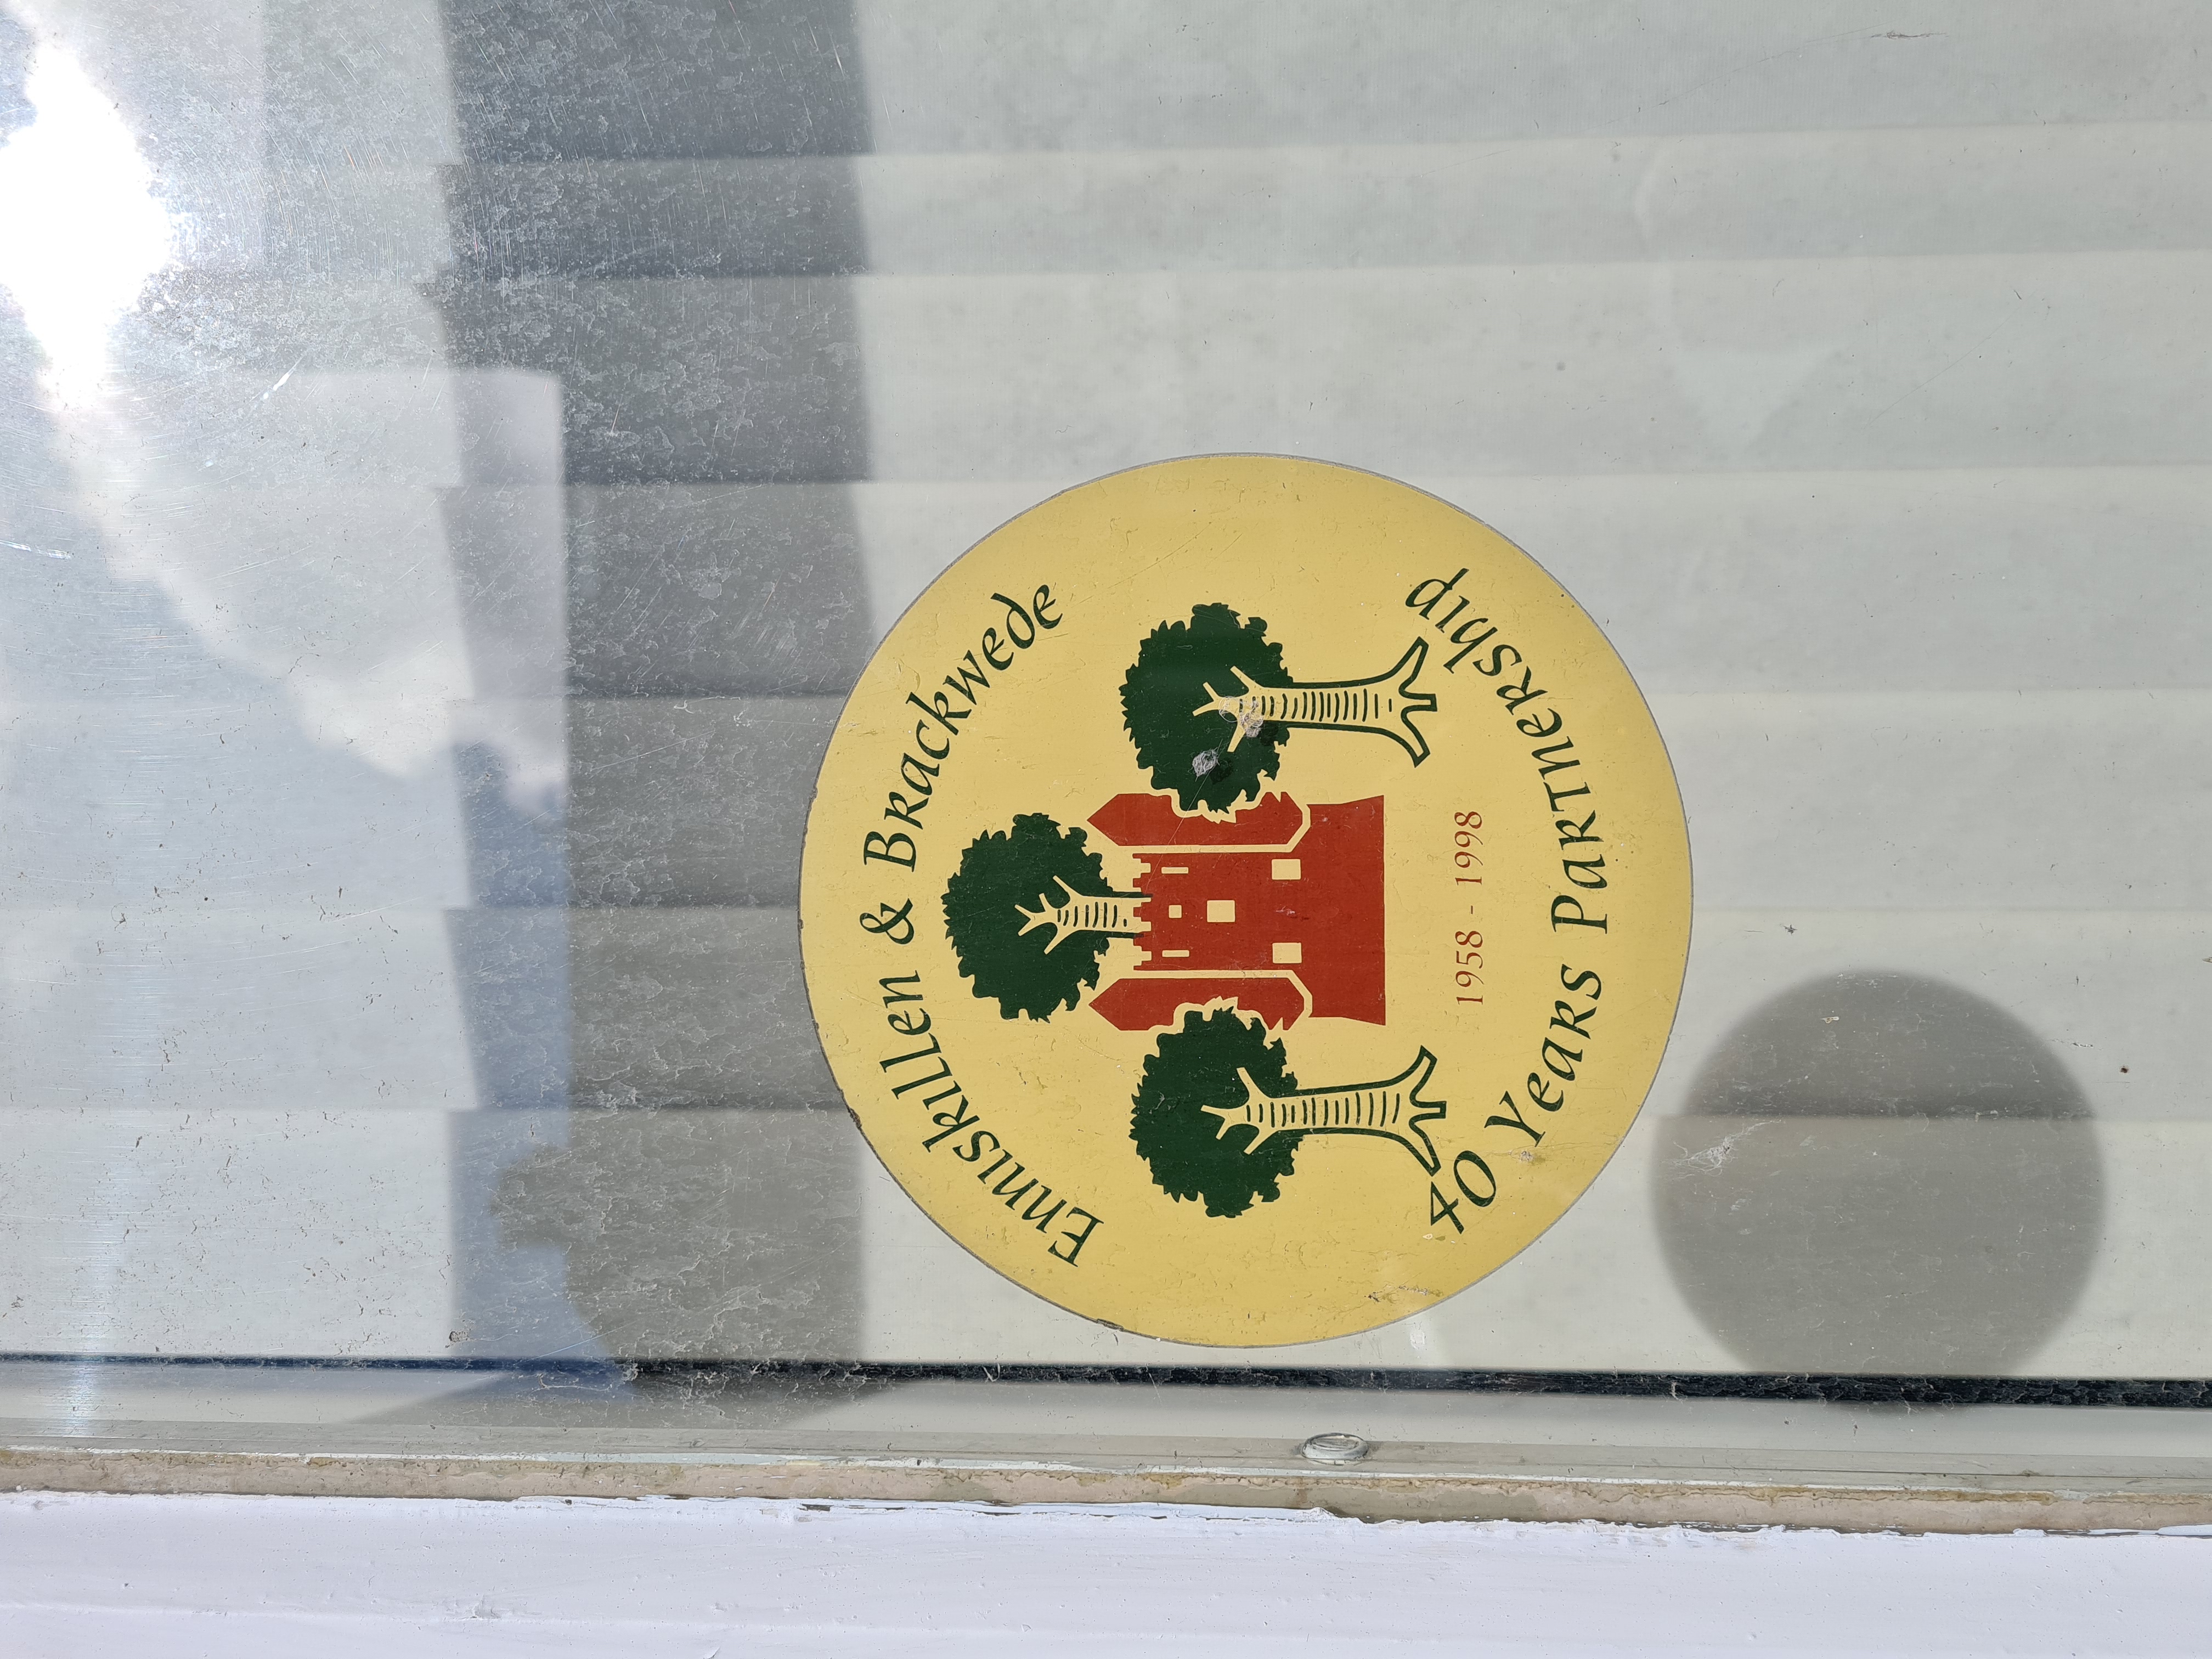 Enniskillen & Brackwede
1958 - 1998
40 Years Partnership